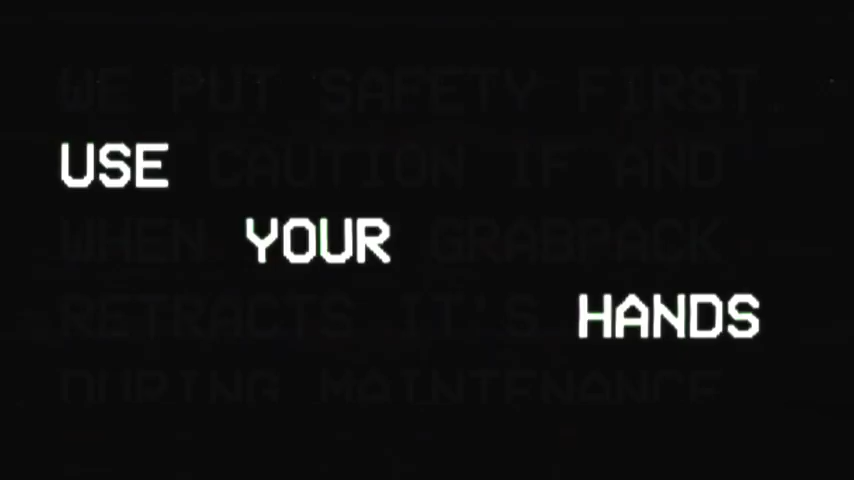 WE PUT SAFETY FIRST
USE CAUTION IF AND
WHEN YOUR GRABPACK
RETRACTS IT'S HANDS
DURING MAINTENANCE